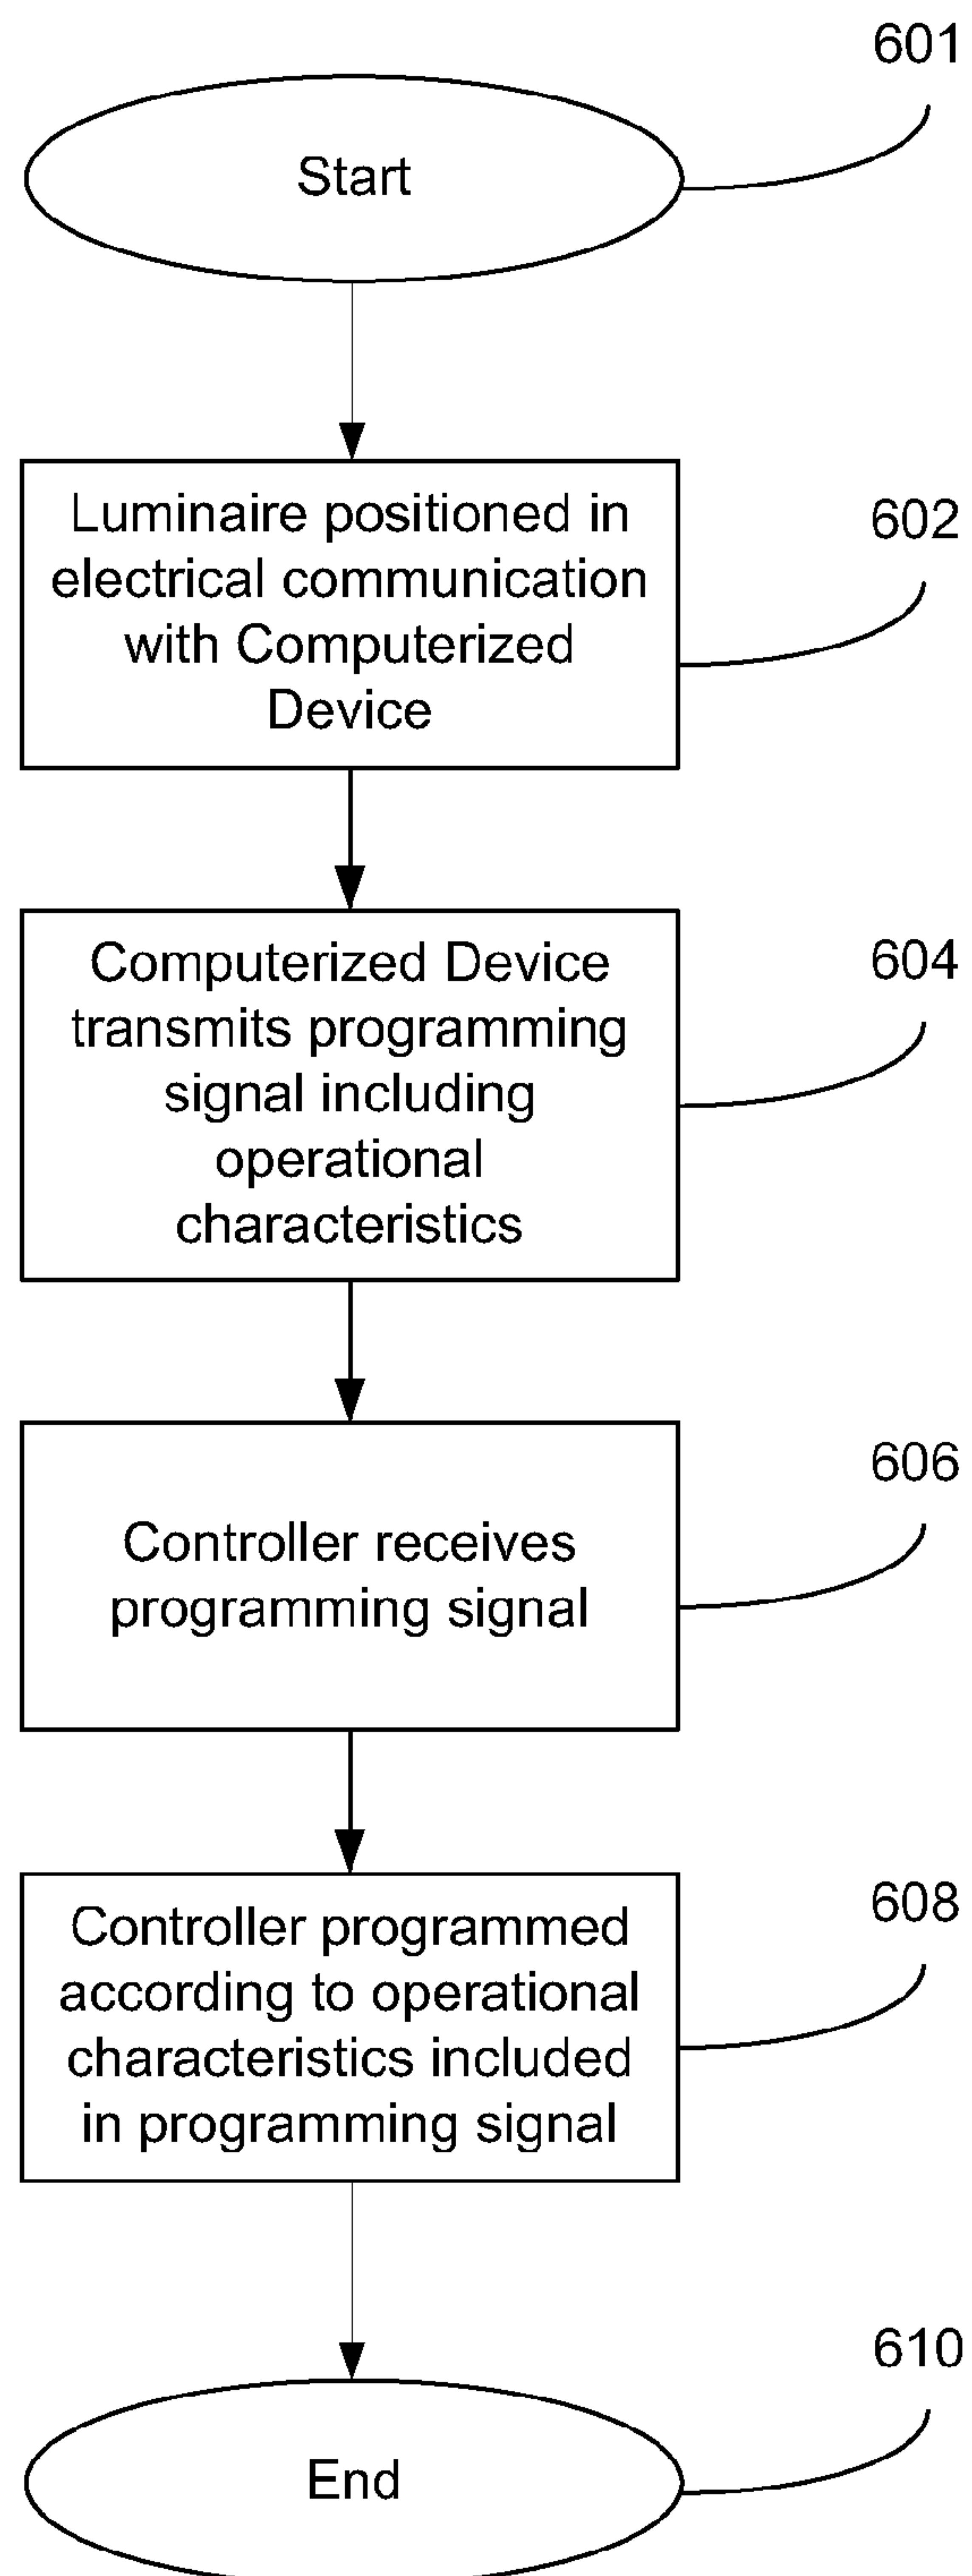 601
Start
Luminaire positioned in
electrical communication
with Computerized
Device
602
Computerized Device
transmits programming
signal including
operational
characteristics
604
Controller receives
programming signal
606
Controller programmed
according to operational
characteristics included
in programming signal
608
End
610